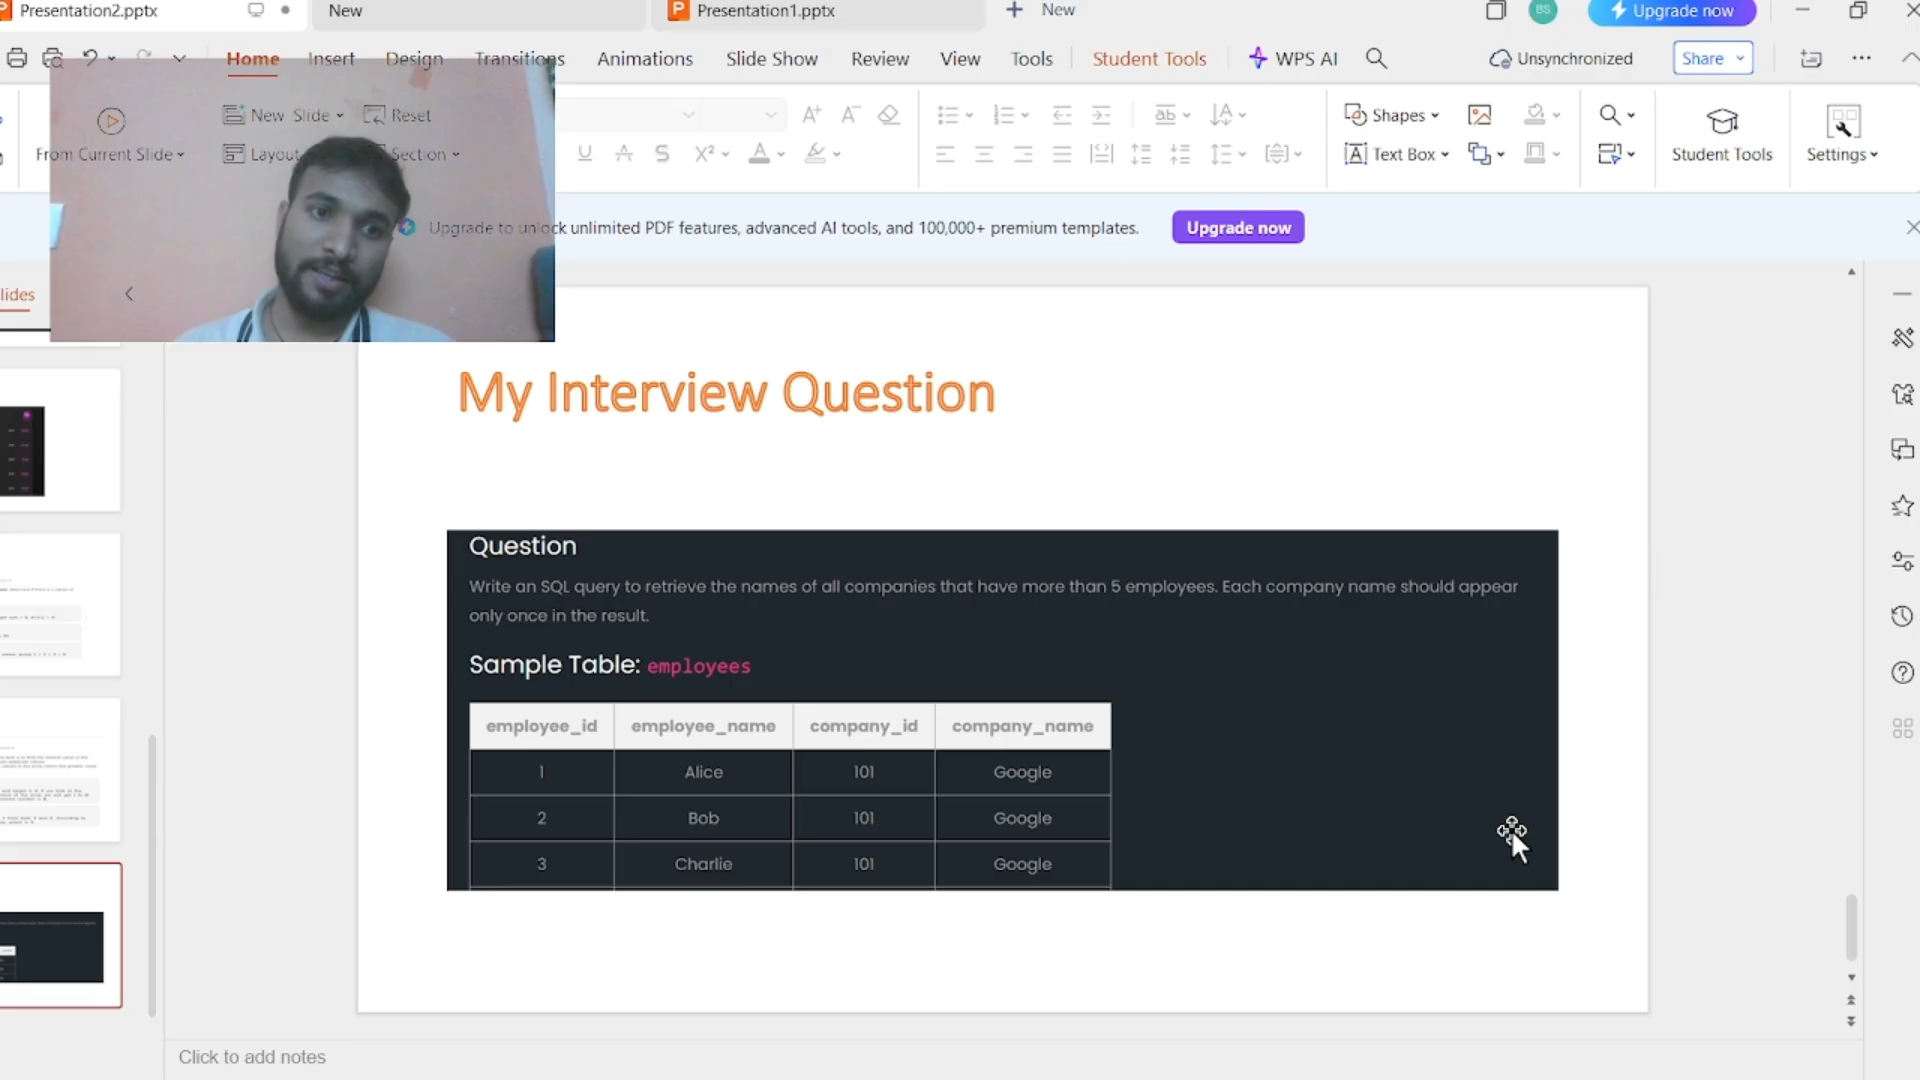 Presentation2.pptx
New
Presentation1.pptx
New
BS
Upgrade now
Home
Insert
Design
Transitions
Animations
Slide Show
Review
View
Tools
Student Tools
WPS AI
Unsynchronized
Share
From Current Slide
New Slide
Reset
Layout
Section
Shapes
Text Box
Student Tools
Settings
Upgrade to unlock unlimited PDF features, advanced AI tools, and 100,000+ premium templates.
Upgrade now
lides
My Interview Question
Question
Write an SQL query to retrieve the names of all companies that have more than 5 employees. Each company name should appear
only once in the result.
Sample Table: employees
employee_id employee_name company_id company_name
1 Alice 101 Google
2 Bob 101 Google
3 Charlie 101 Google
Click to add notes